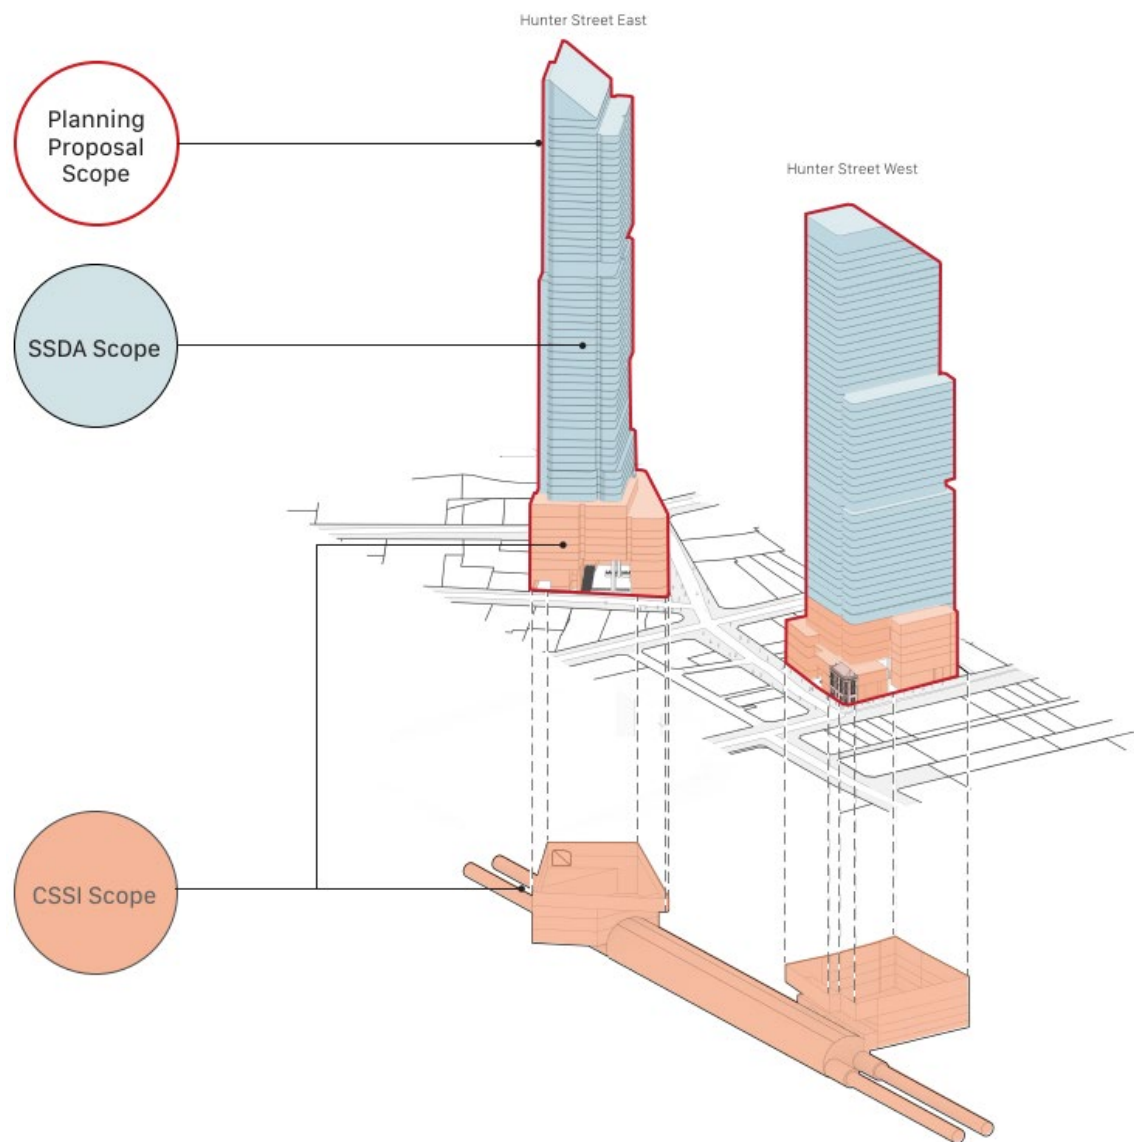 Hunter Street East
Planning
Proposal
Scope
Hunter Street West
SSDA Scope
CSSI Scope